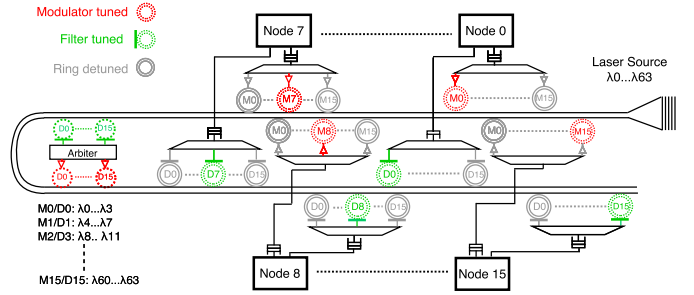 Modulator tuned
Filter tuned
Ring detuned
Node 7
Node 0
Laser Source
λ0...λ63
M0 M7 M15
M0 M15
D0 D15
M0 M8 M15
M0 M15
Arbiter
D0 D15
D0 D7 D15
D0 D15
M0/D0: λ0...λ3
M1/D1: λ4...λ7
M2/D3: λ8.. λ11
M15/D15: λ60...λ63
D0 D8 D15
D0 D15
Node 8
Node 15